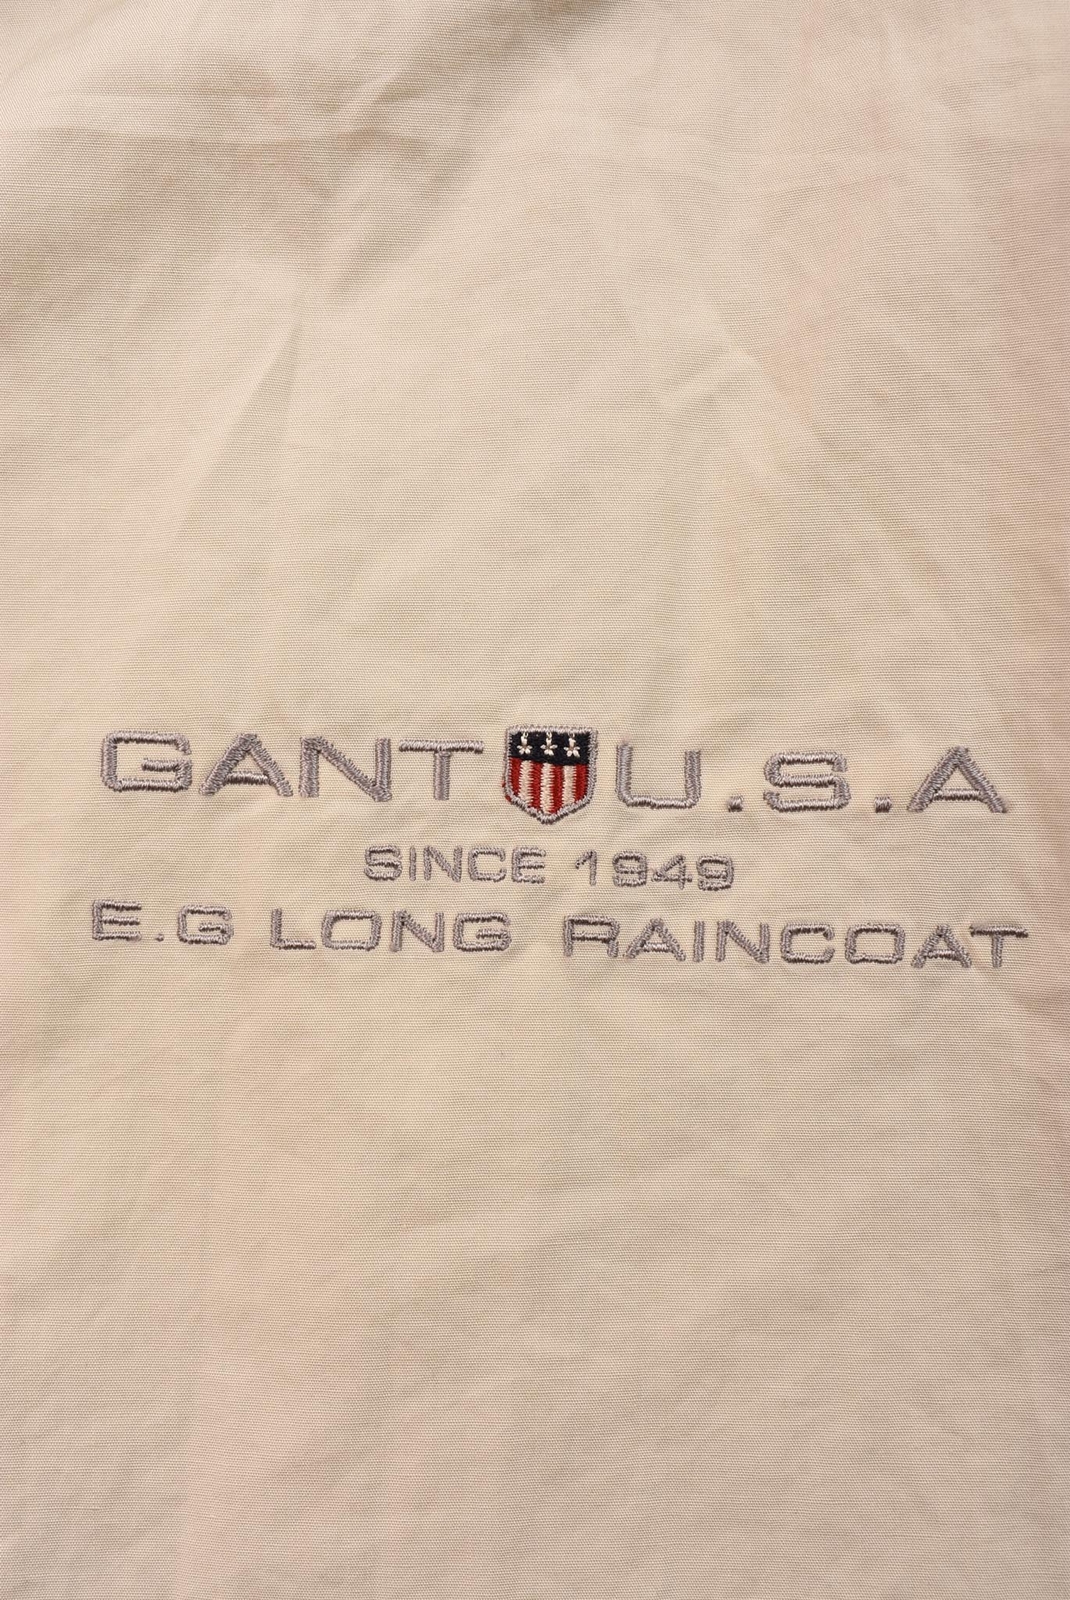 GANT U.S.A
SINCE 1949
E.G LONG RAINCOAT